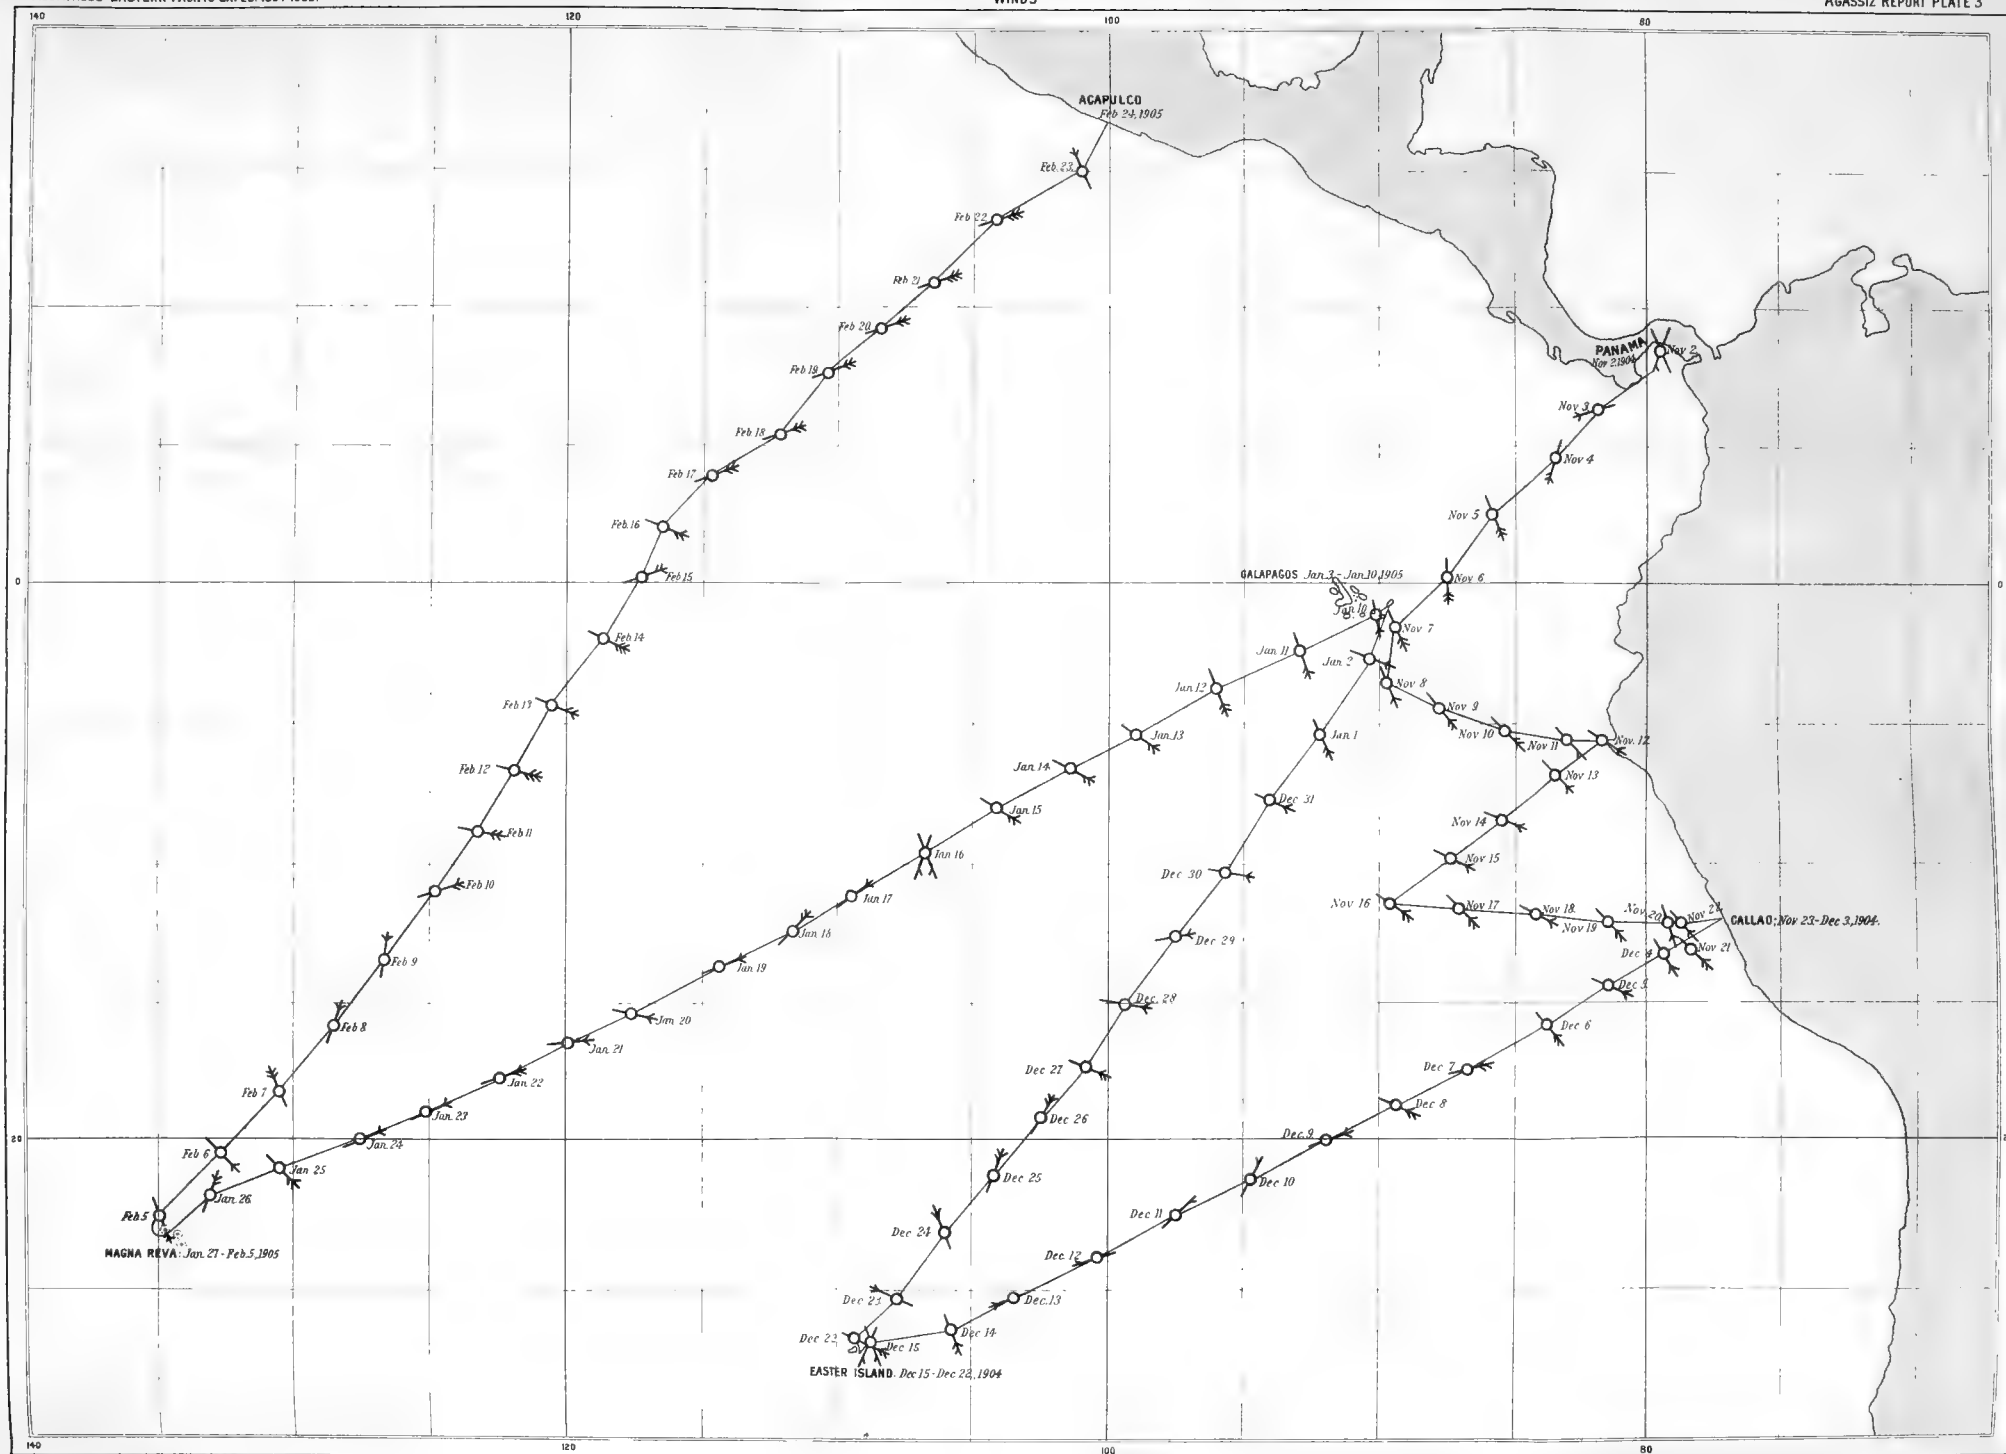 WINDS
AGASSIZ REPORT PLATE 3
140 120 100 80
ACAPULCO
Feb 24, 1905
Feb. 23
Feb 22
Feb 21
Feb 20
Feb 19
Feb 18
Feb 17
Feb. 16
Feb 15
Feb 14
Feb 13
Feb 12
Feb 11
Feb 10
Feb 9
Feb 8
Feb 7
Feb 6
Feb 5
MAGNA REVA: Jan. 27 - Feb. 5, 1905
PANAMA
Nov 2, 1904
Nov 2
Nov 3
Nov 4
Nov 5
Nov 6
0 0
GALAPAGOS Jan. 3 - Jan 10, 1905
Jan 10
Nov 7
Jan 11
Jan 2
Nov 8
Jan 12
Nov 9
Jan 13
Jan 1
Nov 10
Nov 11
Nov. 12
Jan 14
Nov 13
Jan 15
Dec 31
Nov 14
Jan 16
Nov 15
Dec 30
Jan 17
Nov 16
Nov 17
Nov 18
Nov 19
Nov 20
CALLAO; Nov 23 - Dec 3, 1904.
Jan 18
Dec 29
Nov 21
Dec 4
Jan 19
Dec 5
Dec. 28
Jan 20
Dec 6
Jan 21
Dec 27
Dec 7
Jan 22
Dec 8
Jan 23
Dec 26
Jan 24
Dec. 9
20
Jan 25
Dec 25
Dec 10
Jan 26
Dec 11
Dec 24
Dec. 12
Dec 23
Dec. 13
Dec 22
Dec 14
Dec 15
EASTER ISLAND. Dec 15 - Dec 22, 1904
140 120 100 80